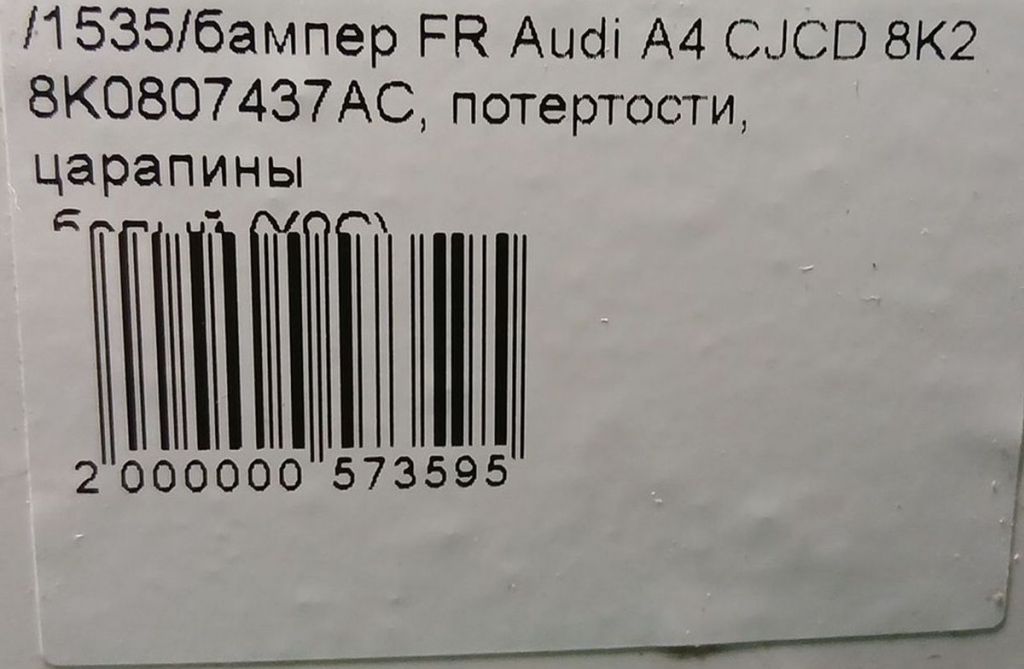 /1535/бампер FR Audi A4 CJCD 8K2
8K0807437AC, потертости,
царапины
2 000000 573595